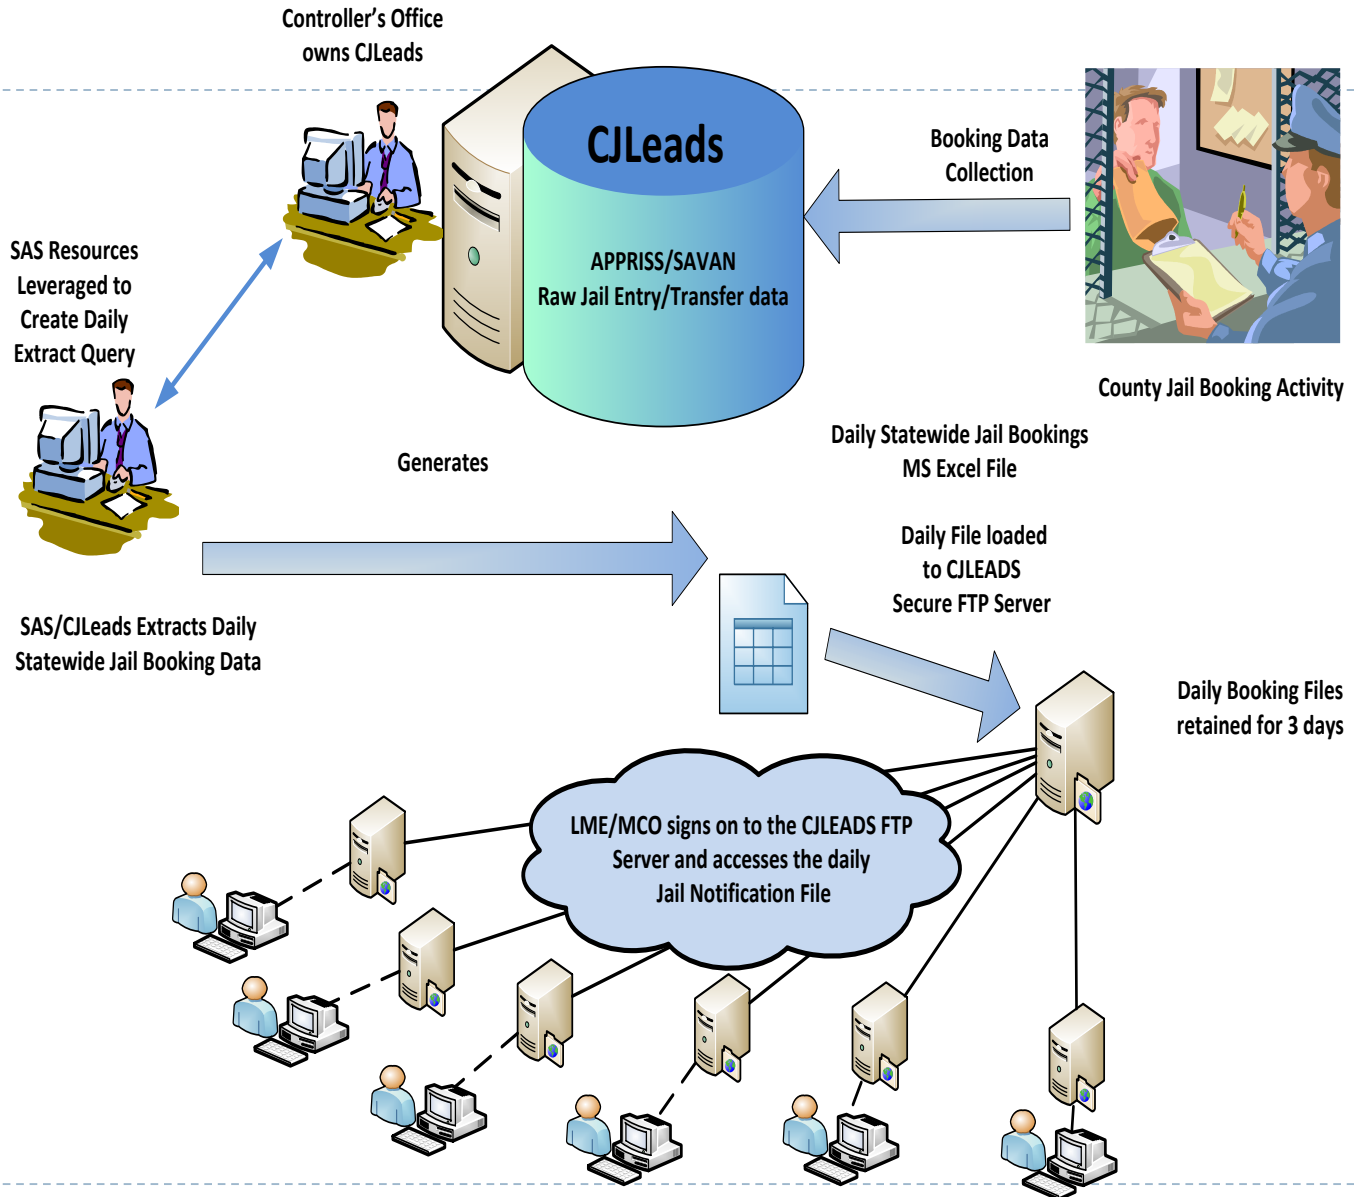 Controller's Office
owns CJLeads
CJLeads
APPRISS/SAVAN
Raw Jail Entry/Transfer data
Booking Data
Collection
County Jail Booking Activity
SAS Resources
Leveraged to
Create Daily
Extract Query
Generates
Daily Statewide Jail Bookings
MS Excel File
Daily File loaded
to CJLEADS
Secure FTP Server
SAS/CJLeads Extracts Daily
Statewide Jail Booking Data
Daily Booking Files
retained for 3 days
LME/MCO signs on to the CJLEADS FTP
Server and accesses the daily
Jail Notification File